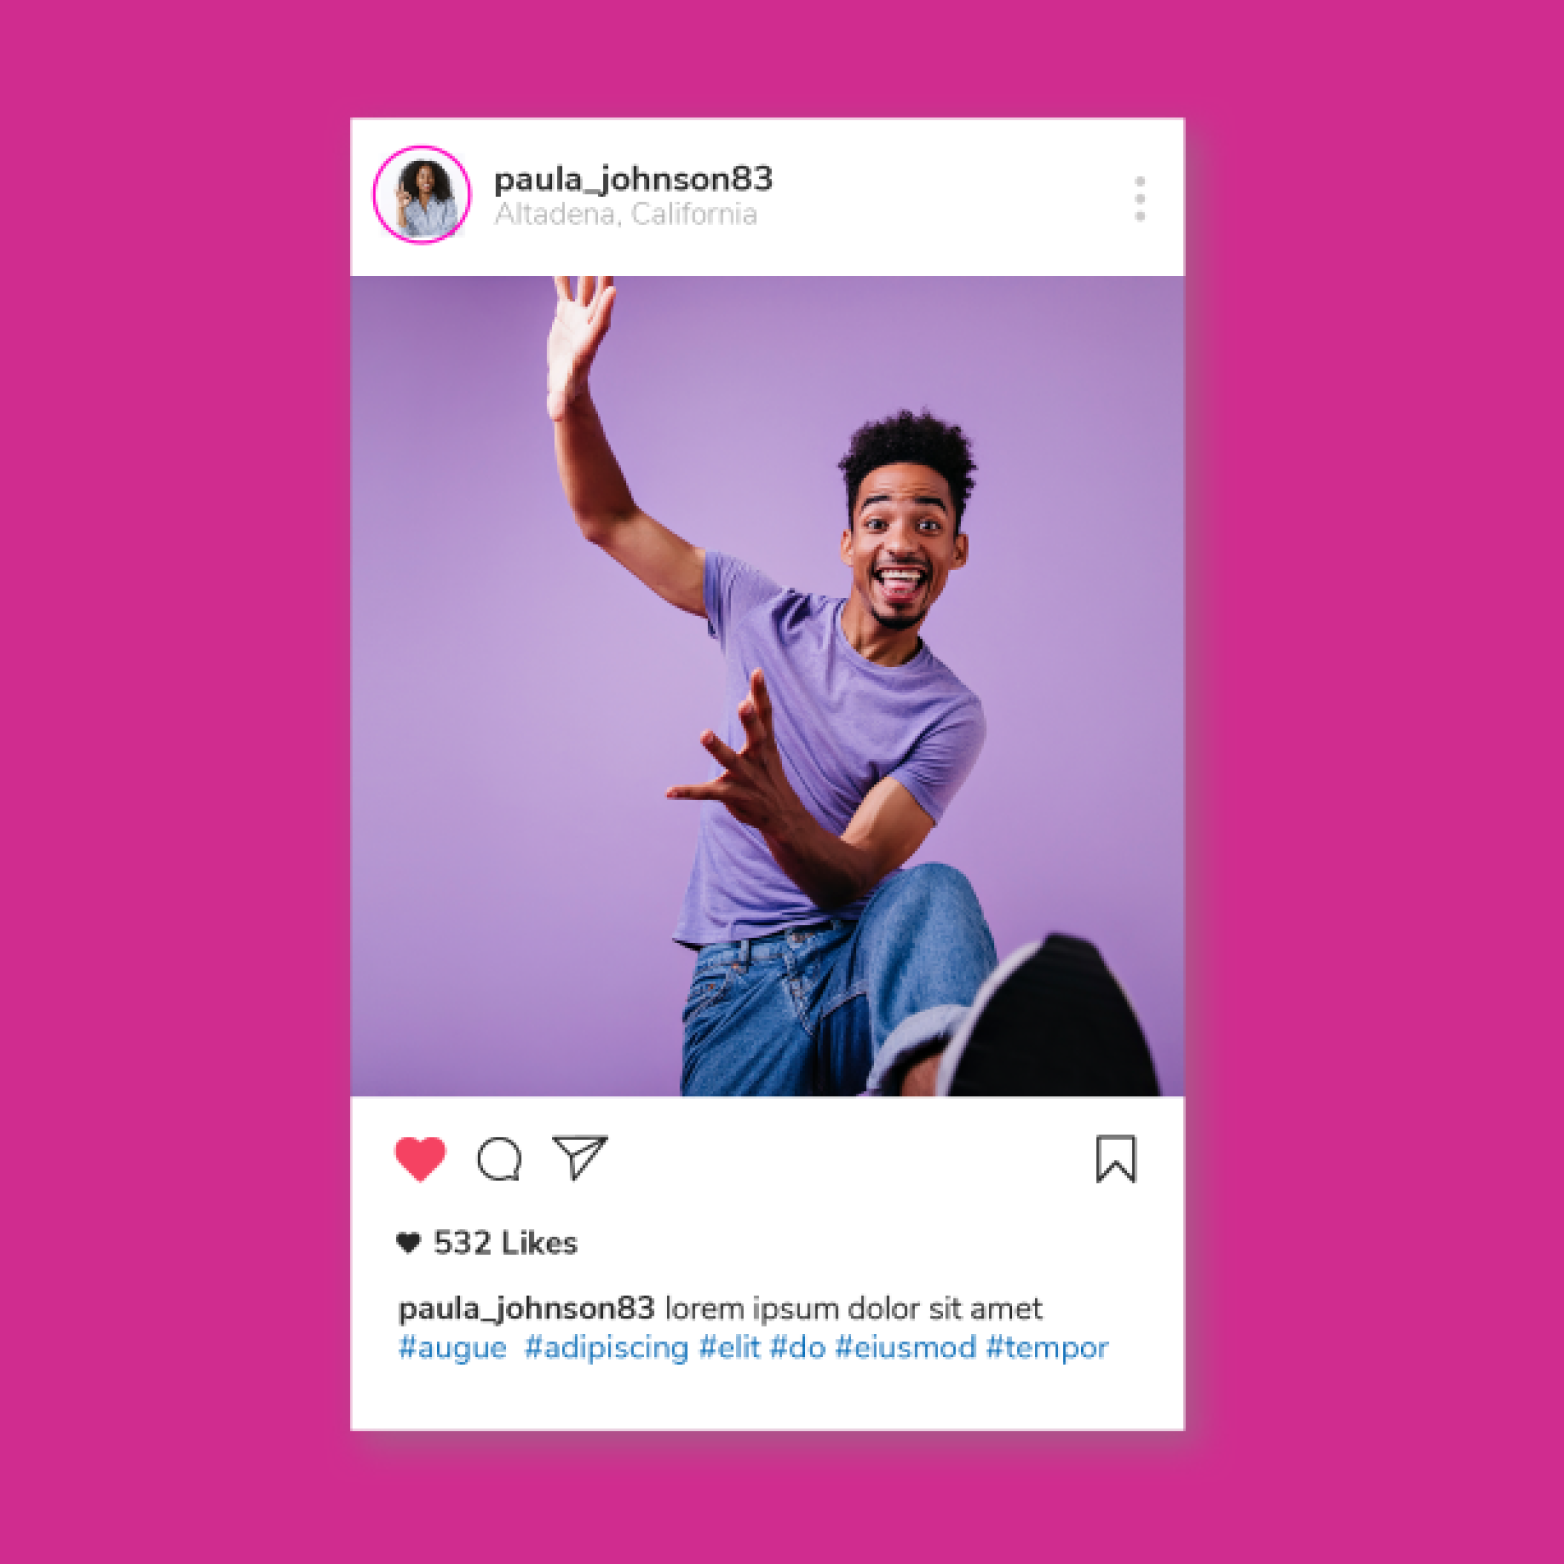 paula_johnson83
Altadena, California
532 Likes
paula_johnson83 lorem ipsum dolor sit amet
#augue #adipiscing #elit #do #eiusmod #tempor